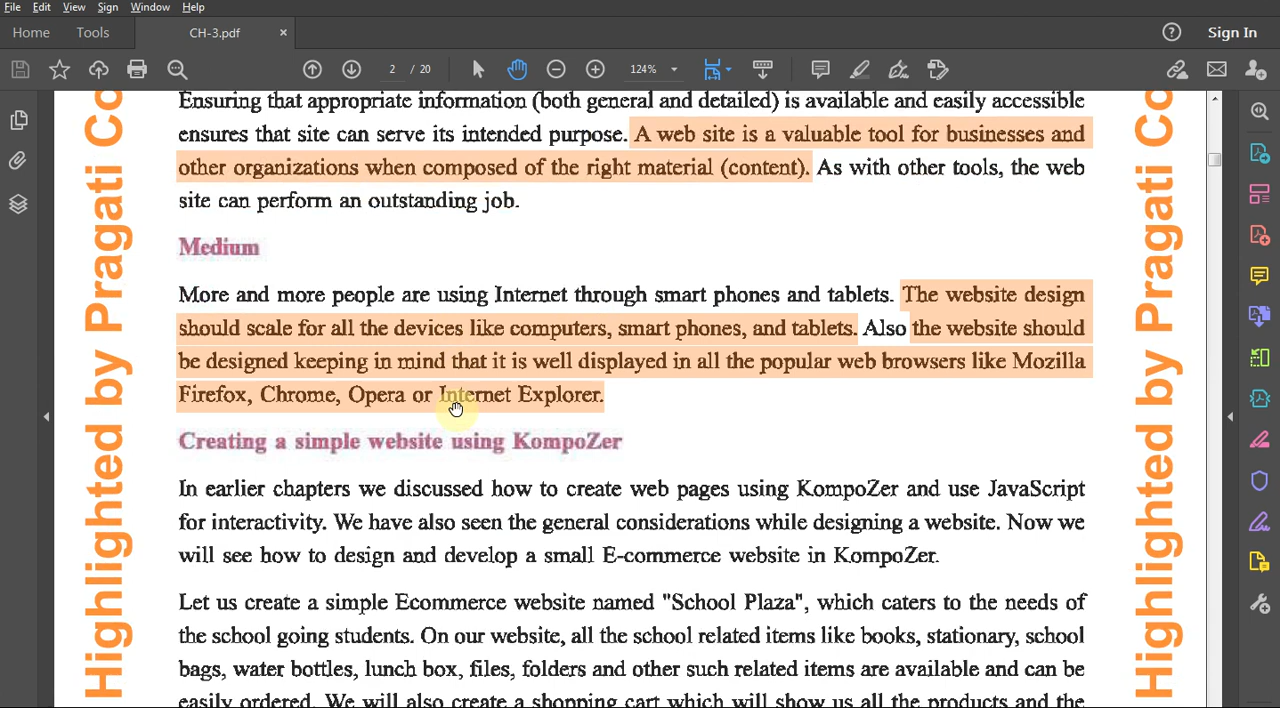 File Edit View Sign Window Help
Home Tools CH-3.pdf × ? Sign In
2 / 20 124%
Ensuring that appropriate information (both general and detailed) is available and easily accessible
ensures that site can serve its intended purpose. A web site is a valuable tool for businesses and
other organizations when composed of the right material (content). As with other tools, the web
site can perform an outstanding job.
Medium
More and more people are using Internet through smart phones and tablets. The website design
should scale for all the devices like computers, smart phones, and tablets. Also the website should
be designed keeping in mind that it is well displayed in all the popular web browsers like Mozilla
Firefox, Chrome, Opera or Internet Explorer.
Creating a simple website using KompoZer
In earlier chapters we discussed how to create web pages using KompoZer and use JavaScript
for interactivity. We have also seen the general considerations while designing a website. Now we
will see how to design and develop a small E-commerce website in KompoZer.
Let us create a simple Ecommerce website named "School Plaza", which caters to the needs of
the school going students. On our website, all the school related items like books, stationary, school
bags, water bottles, lunch box, files, folders and other such related items are available and can be
easily ordered. We will also create a shopping cart which will show us all the products and the
Highlighted by Pragati Co
Highlighted by Pragati Co